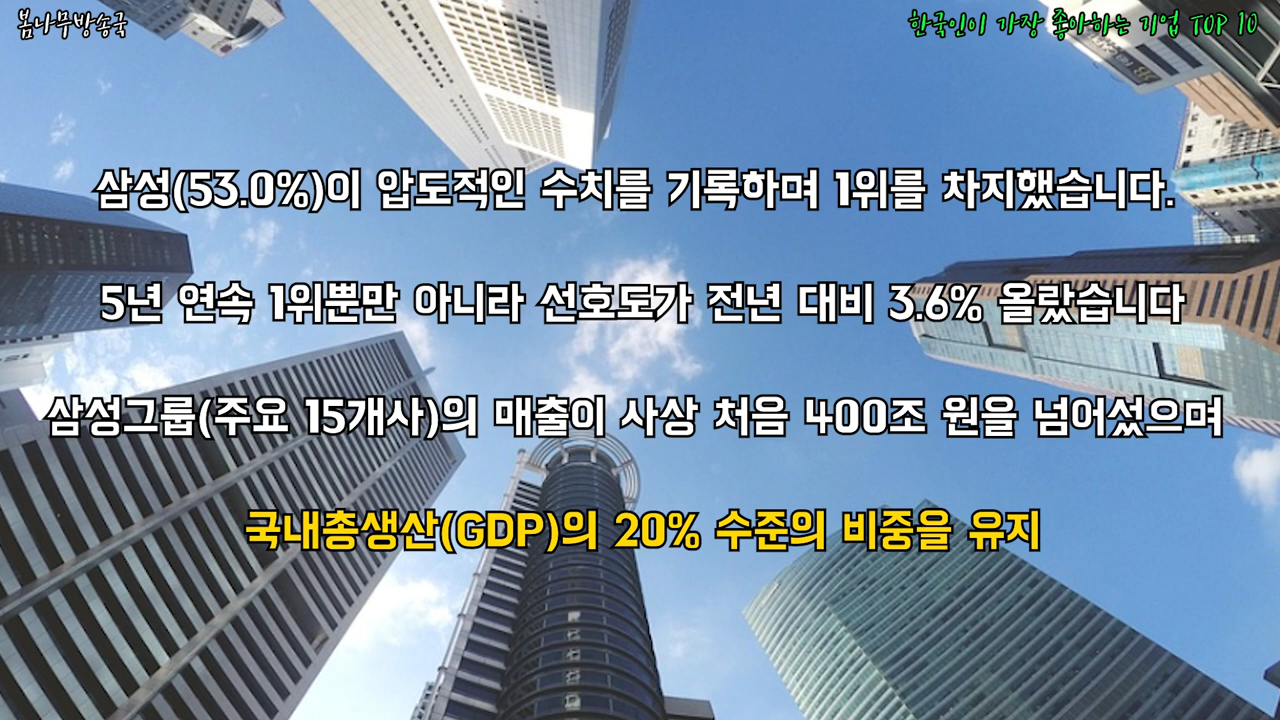 봄나무방송국
한국인이 가장 좋아하는 기업 TOP 10
삼성(53.0%)이 압도적인 수치를 기록하며 1위를 차지했습니다.
5년 연속 1위뿐만 아니라 선호도가 전년 대비 3.6% 올랐습니다
삼성그룹(주요 15개사)의 매출이 사상 처음 400조 원을 넘어섰으며
국내총생산(GDP)의 20% 수준의 비중을 유지